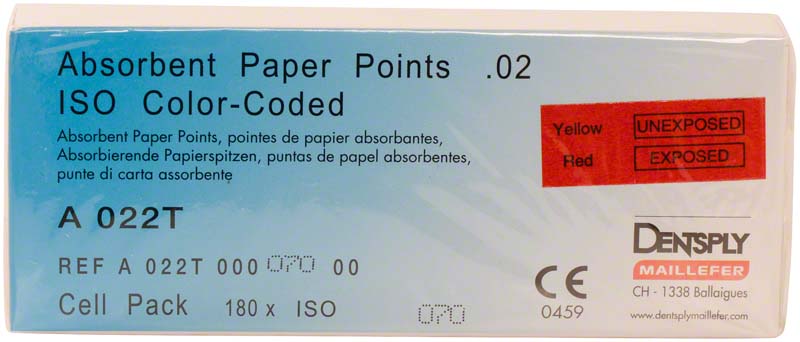 Absorbent Paper Points .02
ISO Color-Coded
Absorbent Paper Points, pointes de papier absorbantes,
Absorbierende Papierspitzen, puntas de papel absorbentes,
punte di carta assorbente
Yellow UNEXPOSED
Red EXPOSED
A 022T
REF A 022T 000 070 00
Cell Pack 180 x ISO 070
CE
0459
DENTSPLY
MAILLEFER
CH - 1338 Ballaigues
www.dentsplymaillefer.com